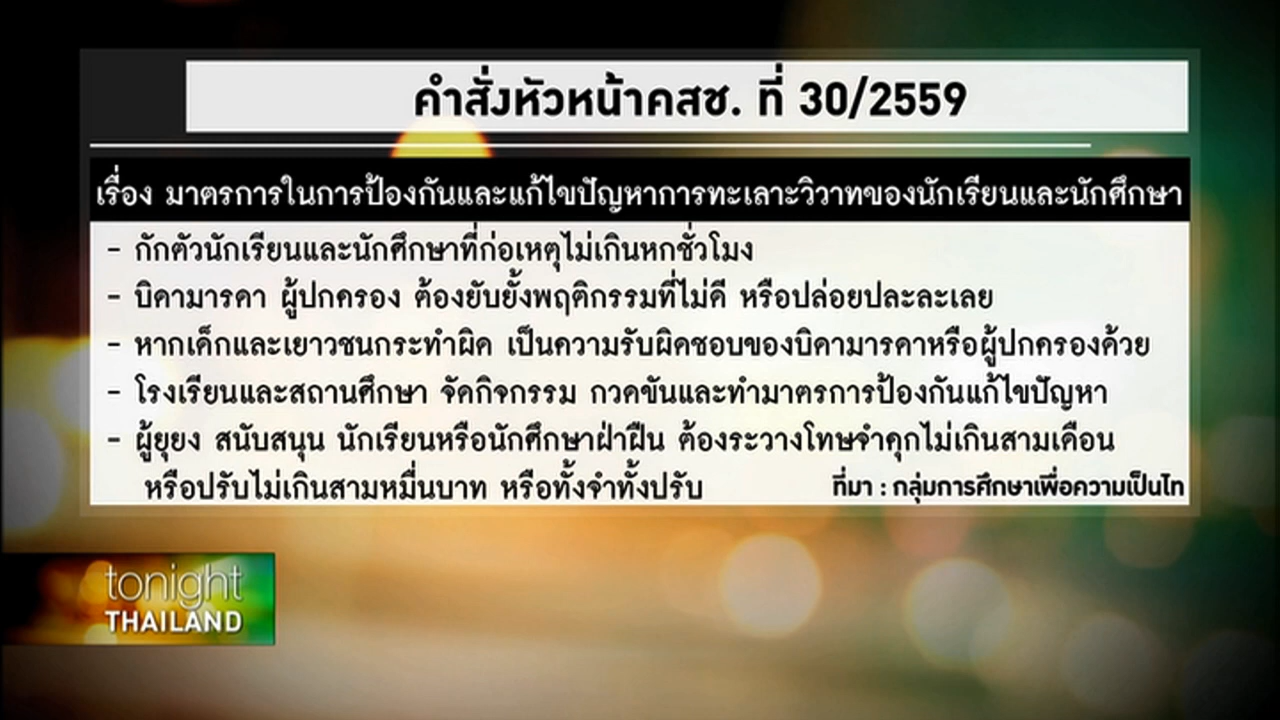 คำสั่งหัวหน้าคสช. ที่ 30/2559
เรื่อง มาตรการในการป้องกันและแก้ไขปัญหาการทะเลาะวิวาทของนักเรียนและนักศึกษา
- กักตัวนักเรียนและนักศึกษาที่ก่อเหตุไม่เกินหกชั่วโมง
- บิดามารดา ผู้ปกครอง ต้องยับยั้งพฤติกรรมที่ไม่ดี หรือปล่อยปละละเลย
- หากเด็กและเยาวชนกระทำผิด เป็นความรับผิดชอบของบิดามารดาหรือผู้ปกครองด้วย
- โรงเรียนและสถานศึกษา จัดกิจกรรม กวดขันและทำมาตรการป้องกันแก้ไขปัญหา
- ผู้ยุยง สนับสนุน นักเรียนหรือนักศึกษาฝ่าฝืน ต้องระวางโทษจำคุกไม่เกินสามเดือน
หรือปรับไม่เกินสามหมื่นบาท หรือทั้งจำทั้งปรับ ที่มา : กลุ่มการศึกษาเพื่อความเป็นไท
tonight
THAILAND